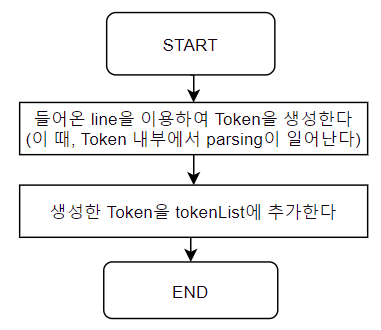 START
들어온 line을 이용하여 Token을 생성한다
(이 때, Token 내부에서 parsing이 일어난다)
생성한 Token을 tokenList에 추가한다
END